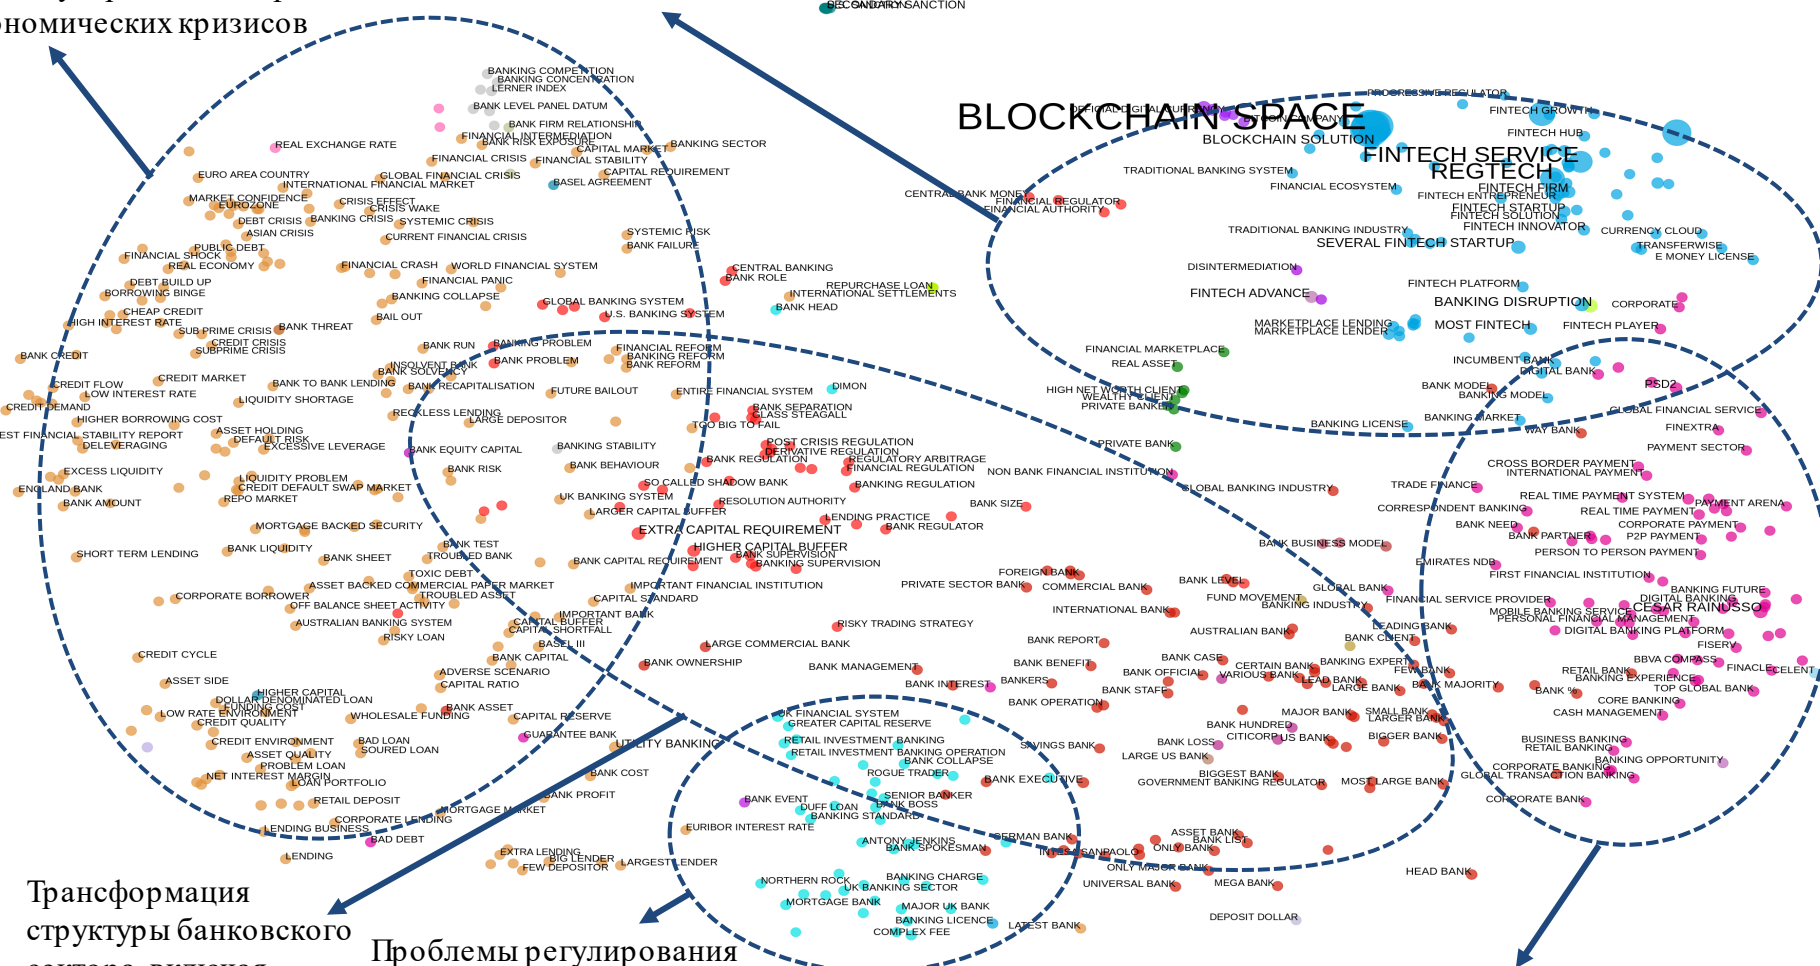 ономических кризисов
SECONDARY SANCTION
BANKING COMPETITION
BANKING CONCENTRATION
LERNER INDEX
BANK LEVEL PANEL DATUM
BANK FIRM RELATIONSHIP
FINANCIAL INTERMEDIATION
BANK RISK EXPOSURE
CAPITAL MARKET
BANKING SECTOR
REAL EXCHANGE RATE
FINANCIAL CRISIS
FINANCIAL STABILITY
EURO AREA COUNTRY
GLOBAL FINANCIAL CRISIS
CAPITAL REQUIREMENT
INTERNATIONAL FINANCIAL MARKET
BASEL AGREEMENT
MARKET CONFIDENCE
EUROZONE
CRISIS EFFECT
CRISIS WAKE
DEBT CRISIS
BANKING CRISIS
SYSTEMIC CRISIS
ASIAN CRISIS
CURRENT FINANCIAL CRISIS
SYSTEMIC RISK
BANK FAILURE
PUBLIC DEBT
FINANCIAL SHOCK
REAL ECONOMY
FINANCIAL CRASH
WORLD FINANCIAL SYSTEM
DEBT BUILD UP
FINANCIAL PANIC
BORROWING BINGE
BANKING COLLAPSE
CHEAP CREDIT
BAIL OUT
HIGH INTEREST RATE
SUB PRIME CRISIS
BANK THREAT
CREDIT CRISIS
SUBPRIME CRISIS
BANK CREDIT
GLOBAL BANKING SYSTEM
U.S. BANKING SYSTEM
CENTRAL BANKING
BANK ROLE
REPURCHASE LOAN
INTERNATIONAL SETTLEMENTS
BANK HEAD
BANK RUN
BANKING PROBLEM
BANK PROBLEM
FINANCIAL REFORM
BANKING REFORM
BANK REFORM
INSOLVENT BANK
BANK SOLVENCY
CREDIT MARKET
BANK TO BANK LENDING
BANK RECAPITALISATION
FUTURE BAILOUT
ENTIRE FINANCIAL SYSTEM
DIMON
CREDIT FLOW
LOW INTEREST RATE
LIQUIDITY SHORTAGE
CREDIT DEMAND
RECKLESS LENDING
LARGE DEPOSITOR
BANK SEPARATION
GLASS STEAGALL
TOO BIG TO FAIL
HIGHER BORROWING COST
EST FINANCIAL STABILITY REPORT
ASSET HOLDING
DEFAULT RISK
DELEVERAGING
EXCESSIVE LEVERAGE
BANK EQUITY CAPITAL
BANKING STABILITY
POST CRISIS REGULATION
DERIVATIVE REGULATION
BANK REGULATION
REGULATORY ARBITRAGE
FINANCIAL REGULATION
EXCESS LIQUIDITY
BANK RISK
BANK BEHAVIOUR
LIQUIDITY PROBLEM
SO CALLED SHADOW BANK
BANKING REGULATION
ENGLAND BANK
CREDIT DEFAULT SWAP MARKET
REPO MARKET
BANK AMOUNT
UK BANKING SYSTEM
RESOLUTION AUTHORITY
LARGER CAPITAL BUFFER
LENDING PRACTICE
BANK REGULATOR
MORTGAGE BACKED SECURITY
EXTRA CAPITAL REQUIREMENT
SHORT TERM LENDING
BANK LIQUIDITY
BANK SHEET
BANK TEST
TROUBLED BANK
HIGHER CAPITAL BUFFER
BANK SUPERVISION
BANK CAPITAL REQUIREMENT
BANKING SUPERVISION
TOXIC DEBT
ASSET BACKED COMMERCIAL PAPER MARKET
TROUBLED ASSET
IMPORTANT FINANCIAL INSTITUTION
CORPORATE BORROWER
OFF BALANCE SHEET ACTIVITY
CAPITAL STANDARD
AUSTRALIAN BANKING SYSTEM
IMPORTANT BANK
CAPITAL BUFFER
CAPITAL SHORTFALL
RISKY LOAN
RISKY TRADING STRATEGY
BASEL III
LARGE COMMERCIAL BANK
CREDIT CYCLE
BANK CAPITAL
BANK OWNERSHIP
BANK MANAGEMENT
ASSET SIDE
ADVERSE SCENARIO
CAPITAL RATIO
BANK INTEREST
HIGHER CAPITAL
DOLLAR DENOMINATED LOAN
FUNDING COST
LOW RATE ENVIRONMENT
CREDIT QUALITY
WHOLESALE FUNDING
BANK ASSET
CAPITAL RESERVE
GUARANTEE BANK
UTILITY BANKING
CREDIT ENVIRONMENT
BAD LOAN
SOURED LOAN
ASSET QUALITY
PROBLEM LOAN
NET INTEREST MARGIN
LOAN PORTFOLIO
BANK COST
RETAIL DEPOSIT
BANK PROFIT
MORTGAGE MARKET
CORPORATE LENDING
LENDING BUSINESS
BAD DEBT
LENDING
EXTRA LENDING
BIG LENDER
FEW DEPOSITOR
LARGEST LENDER
UK FINANCIAL SYSTEM
GREATER CAPITAL RESERVE
RETAIL INVESTMENT BANKING
RETAIL INVESTMENT BANKING OPERATION
BANK COLLAPSE
ROGUE TRADER
BANK EXECUTIVE
SENIOR BANKER
BANK EVENT
DUFF LOAN
BANK BOSS
BANKING STANDARD
EURIBOR INTEREST RATE
ANTONY JENKINS
BANK SPOKESMAN
GERMAN BANK
INTESA SANPAOLO
NORTHERN ROCK
BANKING CHARGE
UK BANKING SECTOR
MORTGAGE BANK
MAJOR UK BANK
BANKING LICENCE
COMPLEX FEE
LATEST BANK
BLOCKCHAIN SPACE
OFFICIAL DIGITAL CURRENCY
BITCOIN COMPANY
BLOCKCHAIN SOLUTION
PROGRESSIVE REGULATOR
FINTECH GROWTH
FINTECH HUB
FINTECH SERVICE
REGTECH
TRADITIONAL BANKING SYSTEM
FINANCIAL ECOSYSTEM
FINTECH FIRM
FINTECH ENTREPRENEUR
CENTRAL BANK MONEY
FINANCIAL REGULATOR
FINANCIAL AUTHORITY
FINTECH STARTUP
FINTECH SOLUTION
FINTECH INNOVATOR
TRADITIONAL BANKING INDUSTRY
CURRENCY CLOUD
SEVERAL FINTECH STARTUP
TRANSFERWISE
E MONEY LICENSE
DISINTERMEDIATION
FINTECH PLATFORM
FINTECH ADVANCE
BANKING DISRUPTION
CORPORATE
MARKETPLACE LENDING
MARKETPLACE LENDER
MOST FINTECH
FINTECH PLAYER
FINANCIAL MARKETPLACE
REAL ASSET
INCUMBENT BANK
DIGITAL BANK
HIGH NET WORTH CLIENT
WEALTHY CLIENT
PRIVATE BANKER
BANK MODEL
BANKING MODEL
PSD2
BANKING MARKET
GLOBAL FINANCIAL SERVICE
BANKING LICENSE
WAY BANK
FINEXTRA
PRIVATE BANK
PAYMENT SECTOR
NON BANK FINANCIAL INSTITUTION
CROSS BORDER PAYMENT
INTERNATIONAL PAYMENT
GLOBAL BANKING INDUSTRY
TRADE FINANCE
BANK SIZE
REAL TIME PAYMENT SYSTEM
PAYMENT ARENA
CORRESPONDENT BANKING
REAL TIME PAYMENT
BANK NEED
CORPORATE PAYMENT
BANK PARTNER
P2P PAYMENT
BANK BUSINESS MODEL
PERSON TO PERSON PAYMENT
EMIRATES NDB
FOREIGN BANK
FIRST FINANCIAL INSTITUTION
PRIVATE SECTOR BANK
COMMERCIAL BANK
BANK LEVEL
GLOBAL BANK
BANKING FUTURE
FUND MOVEMENT
BANKING INDUSTRY
FINANCIAL SERVICE PROVIDER
DIGITAL BANKING
INTERNATIONAL BANK
MOBILE BANKING SERVICE
CESAR RAINUSSO
PERSONAL FINANCIAL MANAGEMENT
AUSTRALIAN BANK
LEADING BANK
DIGITAL BANKING PLATFORM
BANK REPORT
BANK CLIENT
FISERV
BANK BENEFIT
BANK CASE
CERTAIN BANK
BANKING EXPERT
BBVA COMPASS
FEW BANK
RETAIL BANK
FINACLE
CELENT
BANKERS
BANK OFFICIAL
VARIOUS BANK
LEAD BANK
LARGE BANK
BANK MAJORITY
BANKING EXPERIENCE
TOP GLOBAL BANK
BANK STAFF
BANK %
BANK OPERATION
CORE BANKING
MAJOR BANK
SMALL BANK
LARGER BANK
CASH MANAGEMENT
BANK HUNDRED
CITICORP
US BANK
BIGGER BANK
SAVINGS BANK
BANK LOSS
BUSINESS BANKING
RETAIL BANKING
LARGE US BANK
BANKING OPPORTUNITY
BIGGEST BANK
CORPORATE BANKING
GOVERNMENT BANKING REGULATOR
MOST LARGE BANK
GLOBAL TRANSACTION BANKING
CORPORATE BANK
ASSET BANK
BANK LIST
ONLY BANK
ONLY MAJOR BANK
HEAD BANK
UNIVERSAL BANK
MEGA BANK
DEPOSIT DOLLAR
Трансформация
структуры банковского
Проблемы регулирования